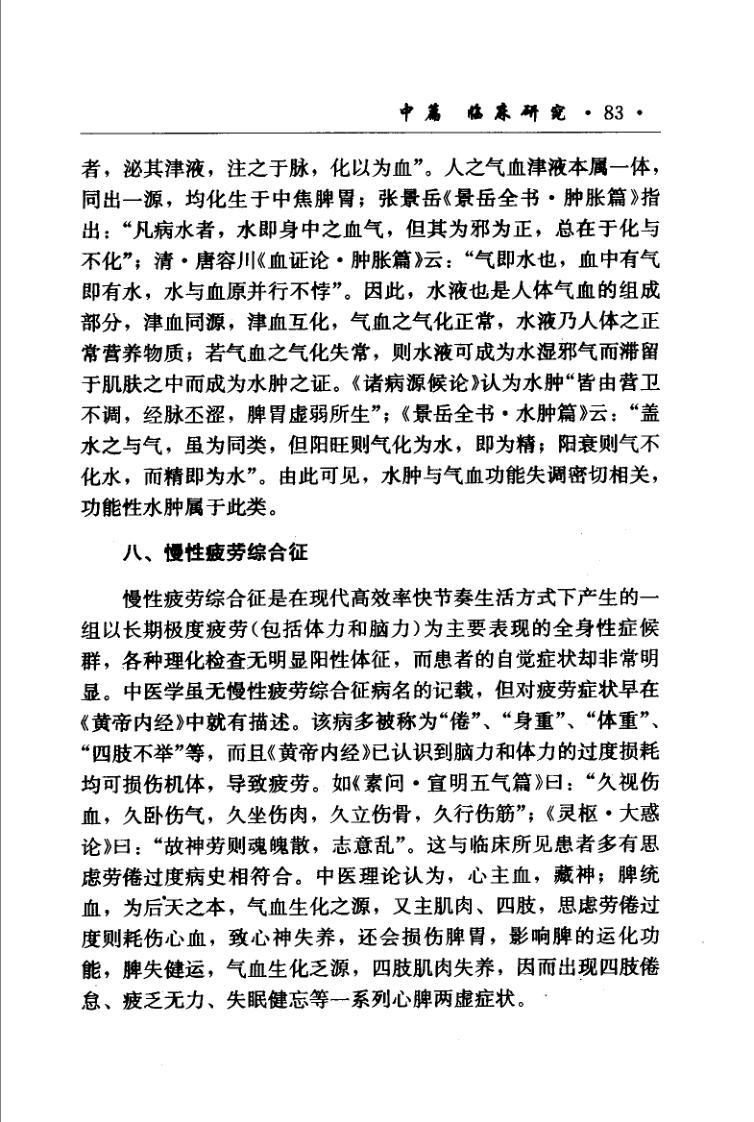 中篇 临床研究 · 83 ·
者，泌其津液，注之于脉，化以为血”。人之气血津液本属一体，
同出一源，均化生于中焦脾胃；张景岳《景岳全书·肿胀篇》指
出：“凡病水者，水即身中之血气，但其为邪为正，总在于化与
不化”；清·唐容川《血证论·肿胀篇》云：“气即水也，血中有气
即有水，水与血原并行不悖”。因此，水液也是人体气血的组成
部分，津血同源，津血互化，气血之气化正常，水液乃人体之正
常营养物质；若气血之气化失常，则水液可成为水湿邪气而滞留
于肌肤之中而成为水肿之证。《诸病源候论》认为水肿“皆由营卫
不调，经脉丕涩，脾胃虚弱所生”；《景岳全书·水肿篇》云：“盖
水之与气，虽为同类，但阳旺则气化为水，即为精；阳衰则气不
化水，而精即为水”。由此可见，水肿与气血功能失调密切相关，
功能性水肿属于此类。
八、慢性疲劳综合征
慢性疲劳综合征是在现代高效率快节奏生活方式下产生的一
组以长期极度疲劳（包括体力和脑力）为主要表现的全身性症候
群，各种理化检查无明显阳性体征，而患者的自觉症状却非常明
显。中医学虽无慢性疲劳综合征病名的记载，但对疲劳症状早在
《黄帝内经》中就有描述。该病多被称为“倦”、“身重”、“体重”、
“四肢不举”等，而且《黄帝内经》已认识到脑力和体力的过度损耗
均可损伤机体，导致疲劳。如《素问·宣明五气篇》曰：“久视伤
血，久卧伤气，久坐伤肉，久立伤骨，久行伤筋”；《灵枢·大惑
论》曰：“故神劳则魂魄散，志意乱”。这与临床所见患者多有思
虑劳倦过度病史相符合。中医理论认为，心主血，藏神；脾统
血，为后天之本，气血生化之源，又主肌肉、四肢，思虑劳倦过
度则耗伤心血，致心神失养，还会损伤脾胃，影响脾的运化功
能，脾失健运，气血生化乏源，四肢肌肉失养，因而出现四肢倦
怠、疲乏无力、失眠健忘等一系列心脾两虚症状。